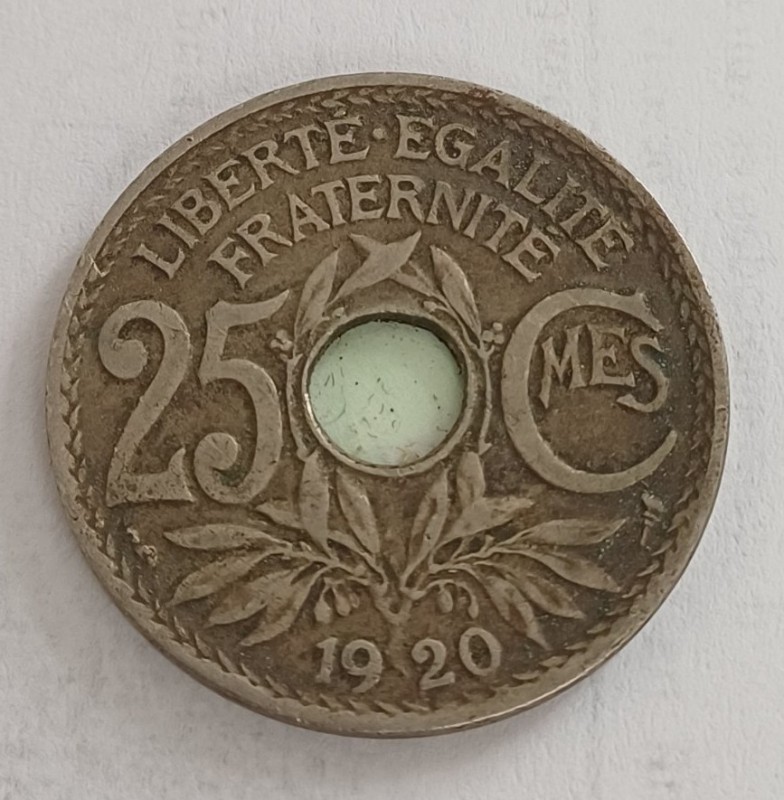 LIBERTÉ·EGALITÉ
FRATERNITÉ
25 CMES
1920